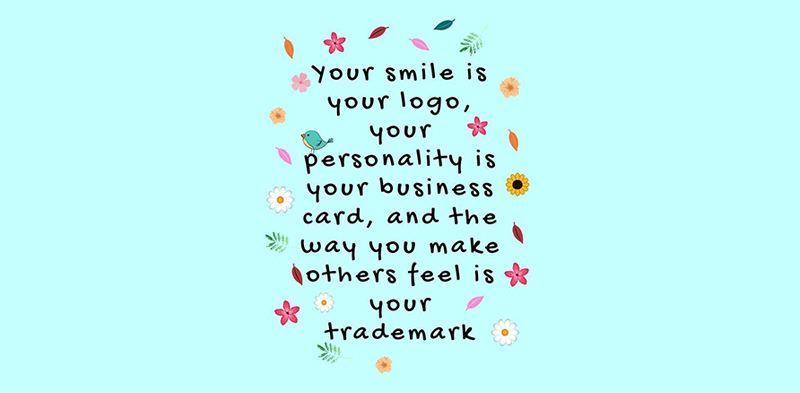 Your smile is
your logo,
your
personality is
your business
card, and the
way you make
others feel is
your
trademark